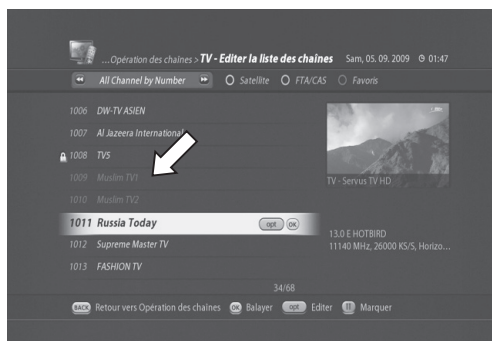 ...Opération des chaînes > TV - Editer la liste des chaînes Sam, 05. 09. 2009 01:47
All Channel by Number Satellite FTA/CAS Favoris
1006 DW-TV ASIEN
1007 Al Jazeera International
1008 TV5
1009 Muslim TV1
TV - Servus TV HD
1010 Muslim TV2
1011 Russia Today opt OK
13.0 E HOTBIRD
1012 Supreme Master TV
11140 MHz, 26000 KS/S, Horizo...
1013 FASHION TV
34/68
BACK Retour vers Opération des chaînes OK Balayer opt Editer Marquer